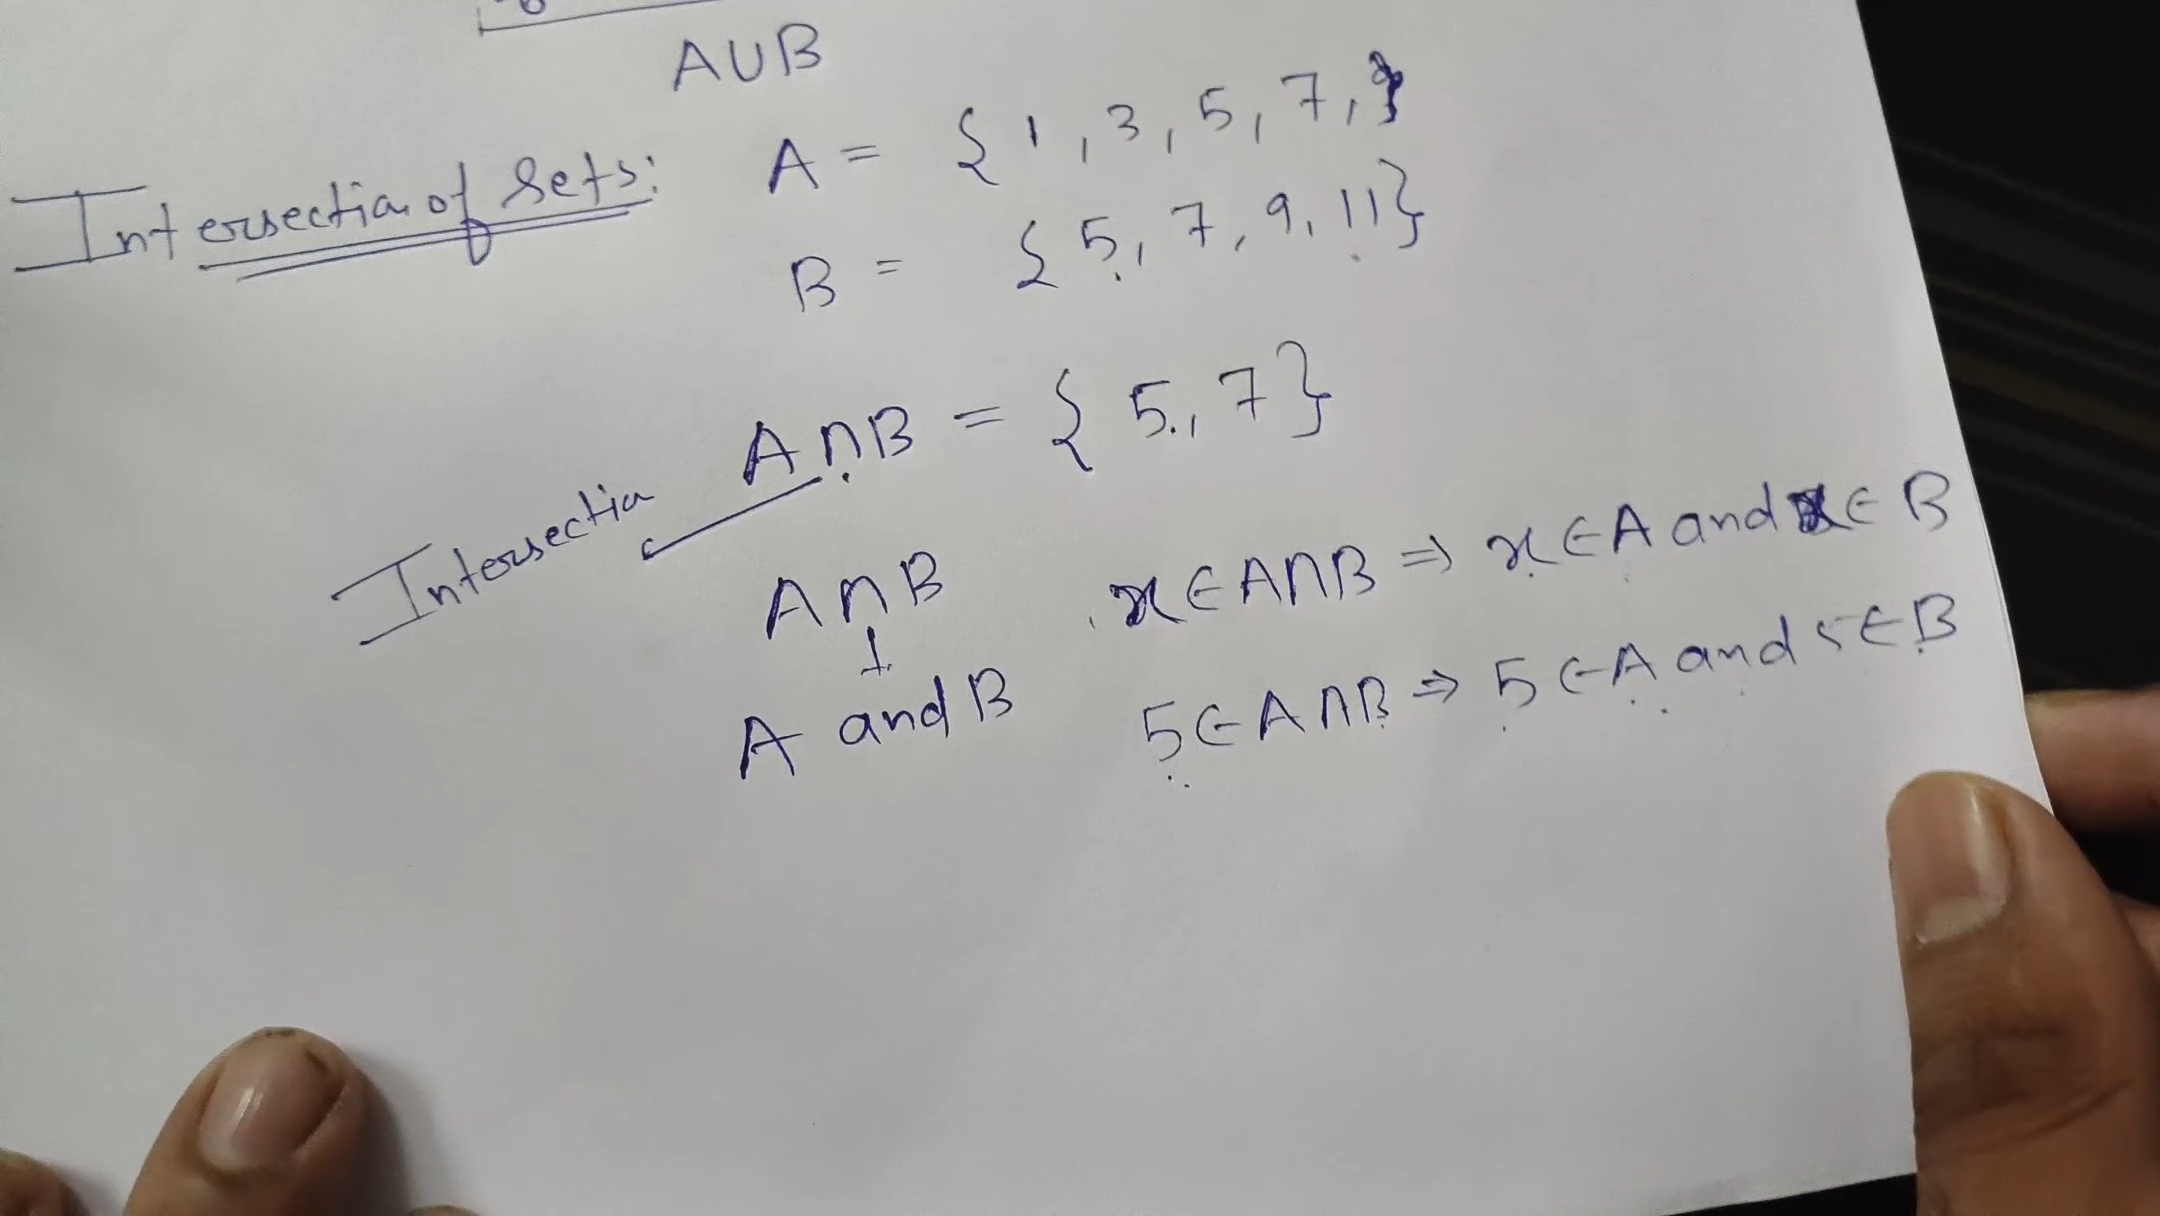 A∪B
Intersection of Sets: A = {1, 3, 5, 7, }
B = {5, 7, 9, 11}
A∩B = {5, 7}
Intersection
A∩B x∈A∩B ⇒ x∈A and x∈B
A and B 5∈A∩B ⇒ 5∈A and 5∈B